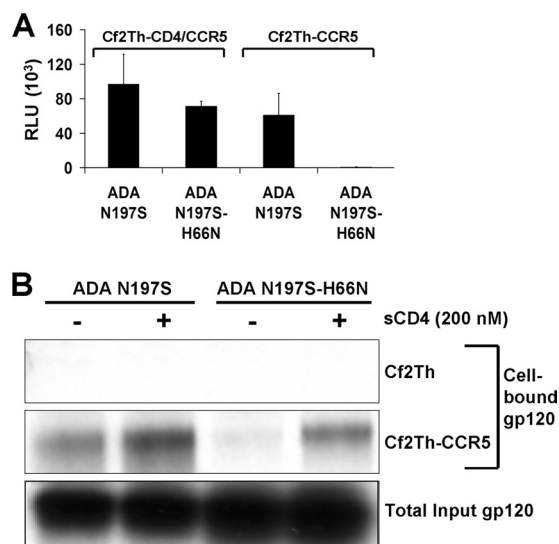 A
Cf2Th-CD4/CCR5 Cf2Th-CCR5
RLU (10³)
160
120
80
40
0
ADA N197S
ADA N197S-H66N
ADA N197S
ADA N197S-H66N
B
ADA N197S ADA N197S-H66N
- + - + sCD4 (200 nM)
Cf2Th
Cf2Th-CCR5
Cell-bound gp120
Total Input gp120